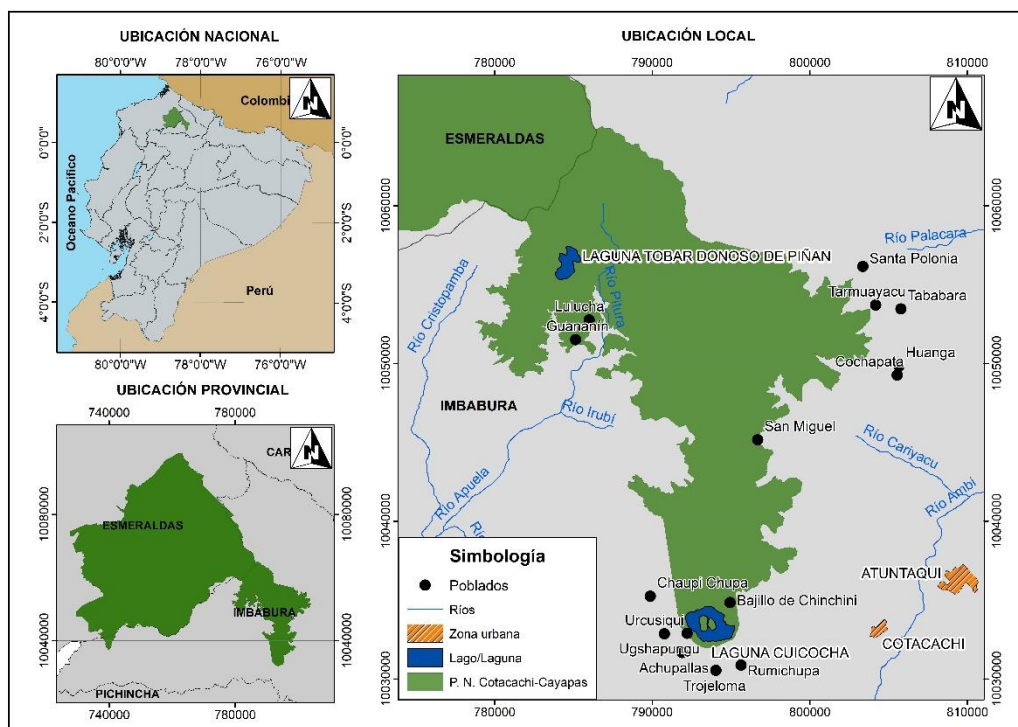 UBICACIÓN NACIONAL
80°0'0"W 78°0'0"W 76°0'0"W
N
Colombi
0°0'0" 0°0'0"
Oceano Pacífico
2°0'0"S 2°0'0"S
Perú
4°0'0"S 4°0'0"S
80°0'0"W 78°0'0"W 76°0'0"W
UBICACIÓN PROVINCIAL
740000 780000
N
CAR
10080000 10080000
ESMERALDAS
IMBABURA
10040000 10040000
PICHINCHA
740000 780000
UBICACIÓN LOCAL
780000 790000 800000 810000
N
ESMERALDAS
10060000 10060000
Río Palacara
LAGUNA TOBAR DONOSO DE PIÑAN
Santa Polonia
Río Cristopamba
Río Pitura
Tarmuayacu
Tababara
Lulucha
Guananín
10050000 10050000
Huanga
Cochapata
IMBABURA
Río Irubí
San Miguel
Río Cariyacu
Río Apuela
Río Ambi
10040000 10040000
Simbología
Poblados
Ríos
Zona urbana
Lago/Laguna
P. N. Cotacachi-Cayapas
ATUNTAQUI
Chaupi Chupa
Bajillo de Chinchini
Urcusiqui
COTACACHI
Ugshapungu
LAGUNA CUICOCHA
Achupallas
Rumichupa
Trojeloma
10030000 10030000
780000 790000 800000 810000